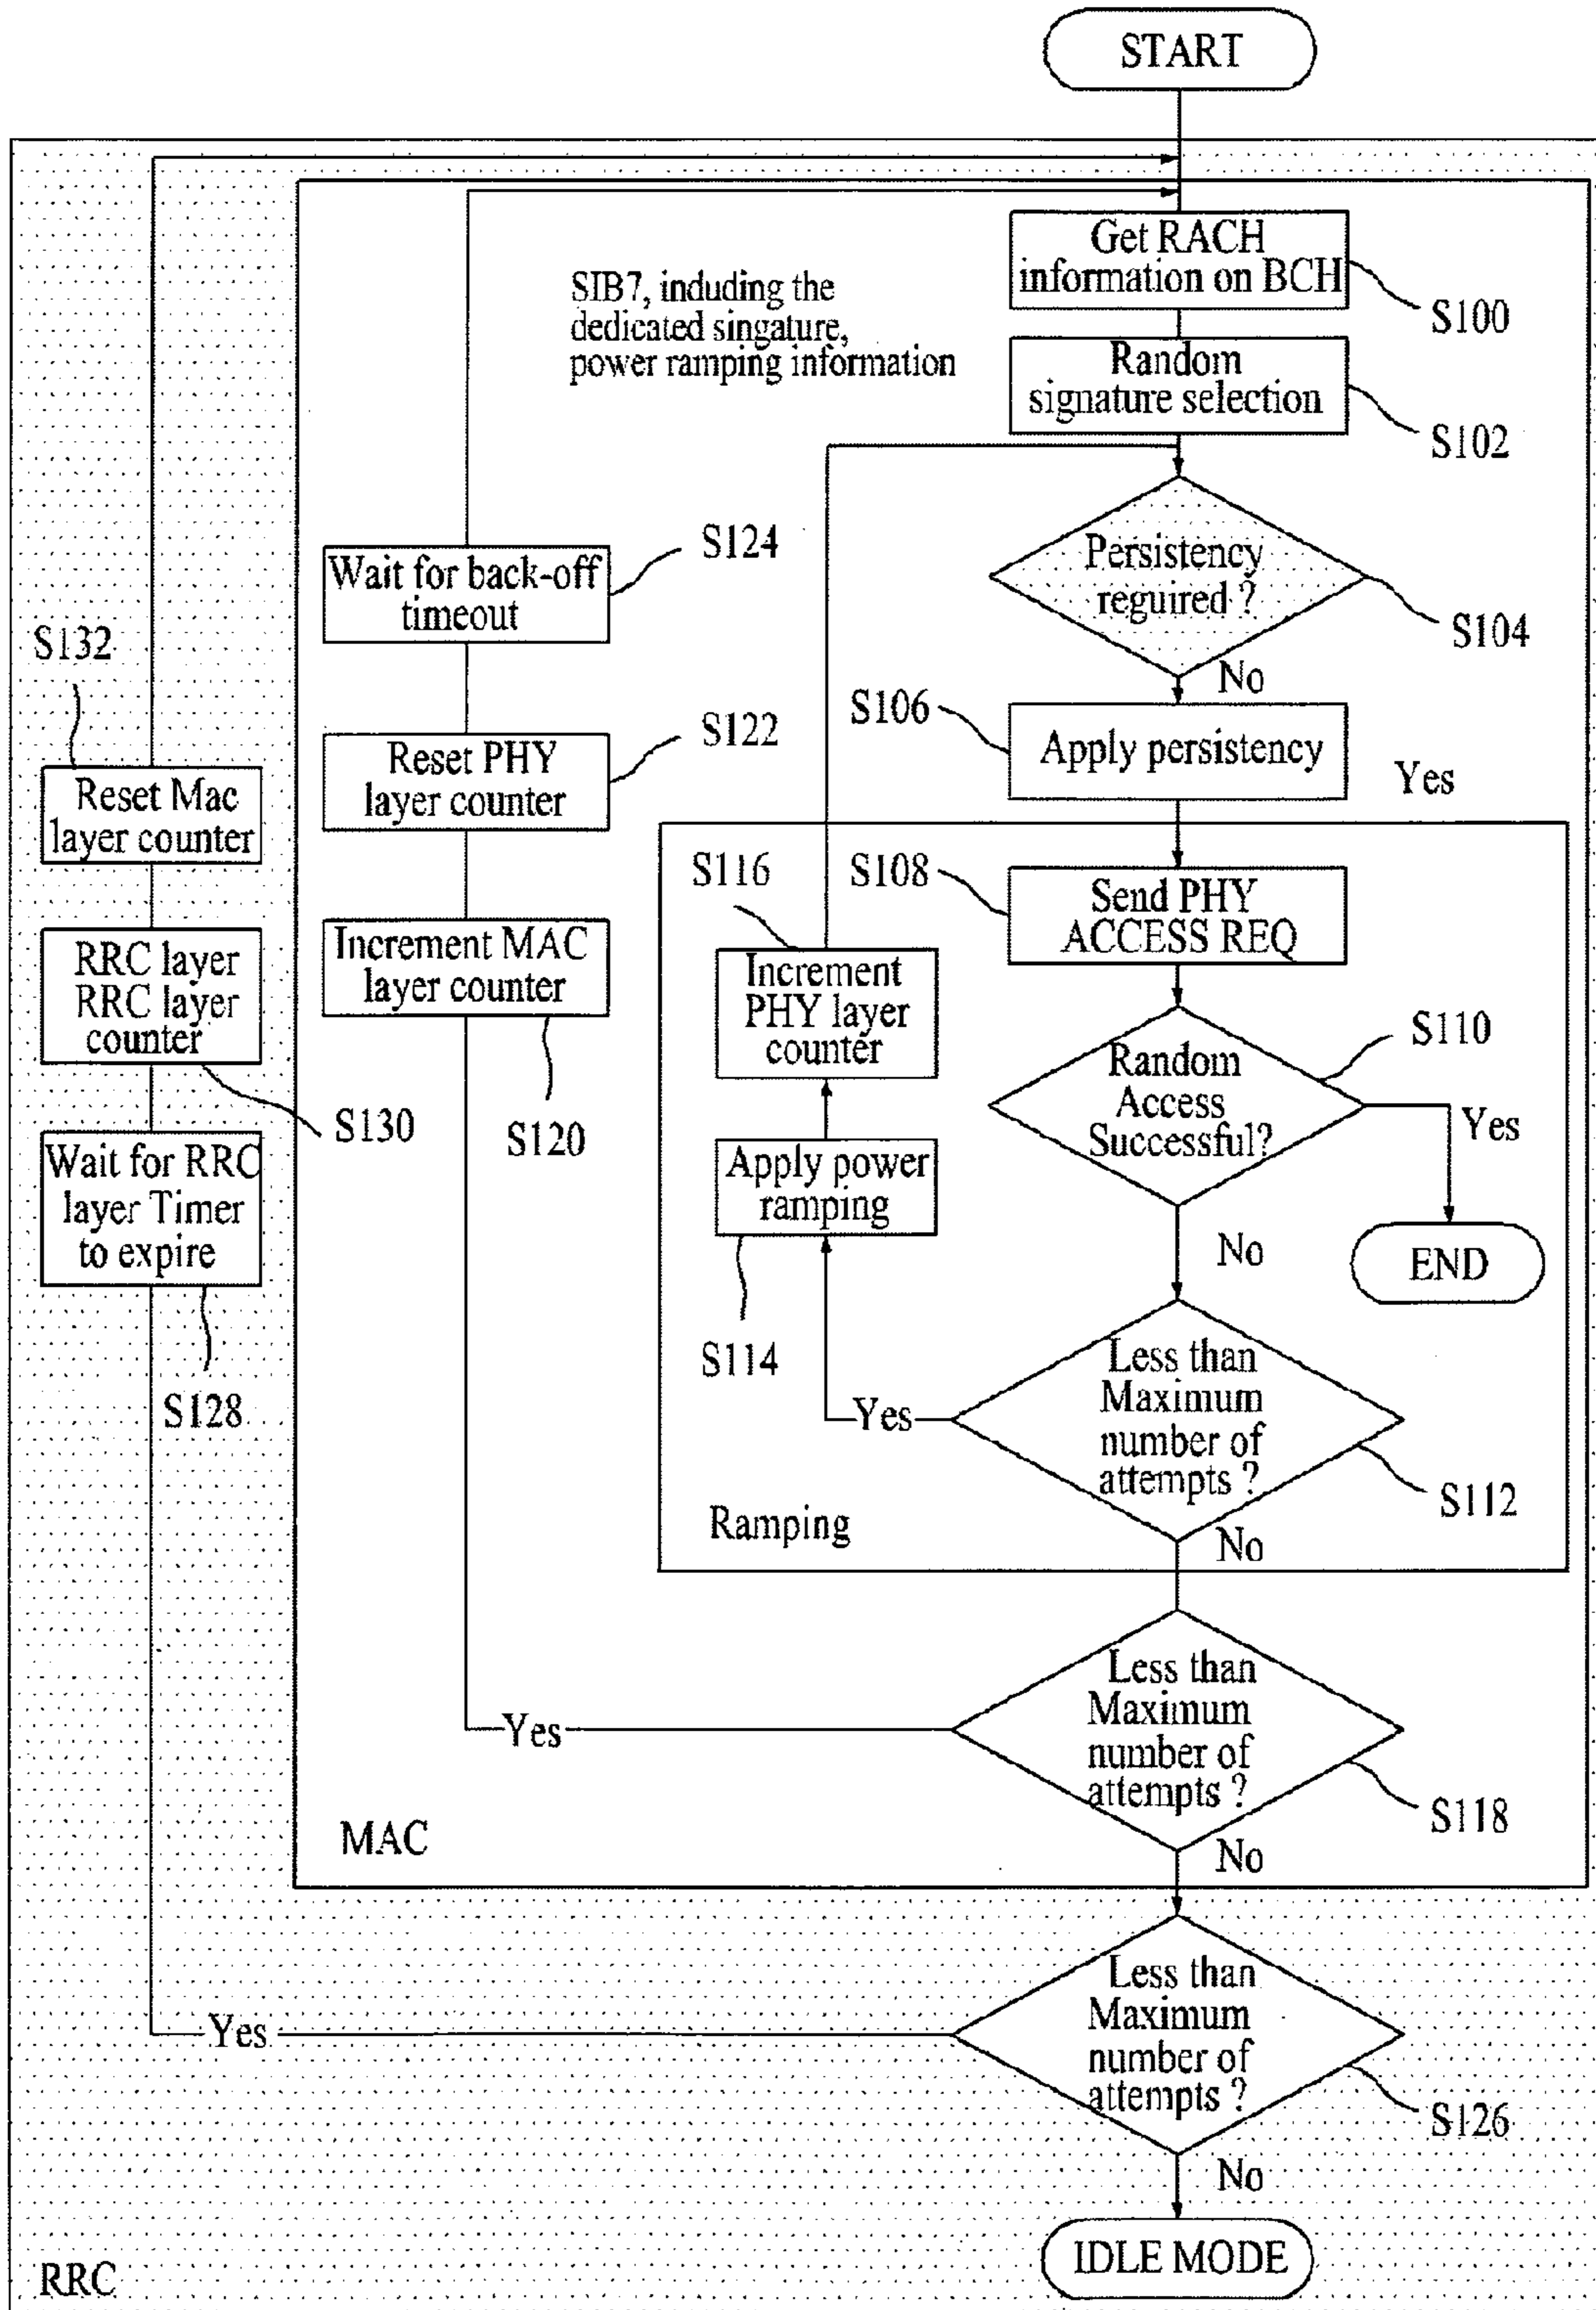 START
Get RACH
information on BCH
S100
SIB7, induding the
dedicated singature,
power ramping information
Random
signature selection
S102
Persistency
reguired ?
S104
No
S106
Apply persistency
Yes
Wait for back-off
timeout
S124
Reset PHY
layer counter
S122
Increment MAC
layer counter
S120
S132
Reset Mac
layer counter
RRC layer
RRC layer
counter
S130
Wait for RRC
layer Timer
to expire
S128
S108
Send PHY
ACCESS REQ
S116
Increment
PHY layer
counter
Apply power
ramping
S114
Random
Access
Successful?
S110
Yes
END
No
Less than
Maximum
number of
attempts ?
S112
Yes
No
Ramping
Less than
Maximum
number of
attempts ?
S118
Yes
No
MAC
Less than
Maximum
number of
attempts ?
S126
Yes
No
IDLE MODE
RRC